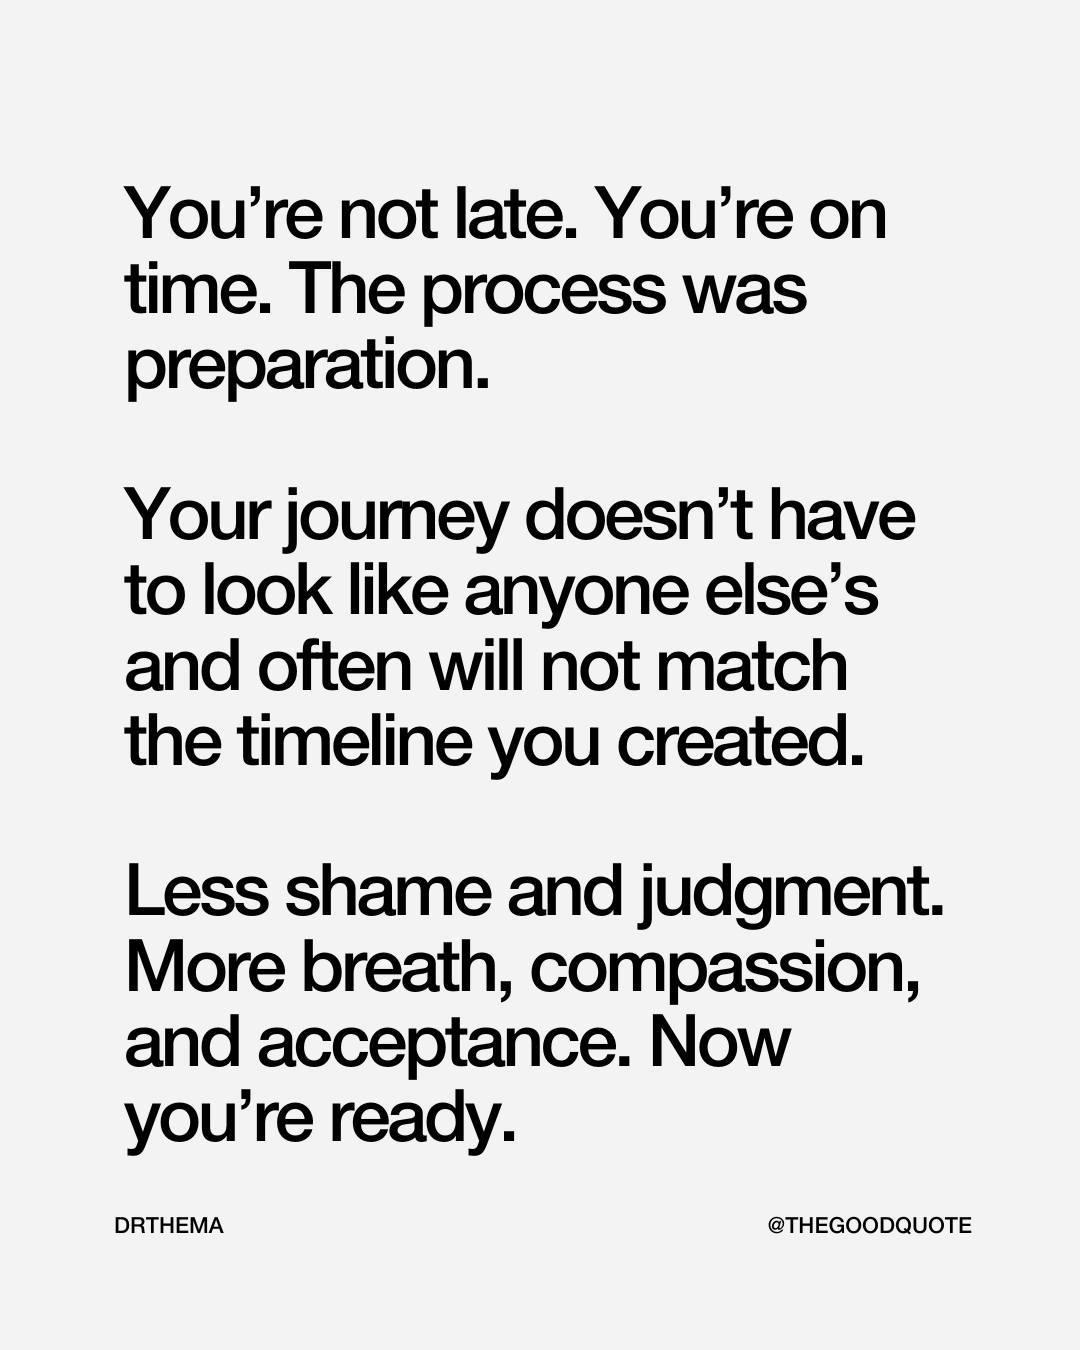 You’re not late. You’re on
time. The process was
preparation.
Your journey doesn’t have
to look like anyone else’s
and often will not match
the timeline you created.
Less shame and judgment.
More breath, compassion,
and acceptance. Now
you’re ready.
DRTHEMA
@THEGOODQUOTE